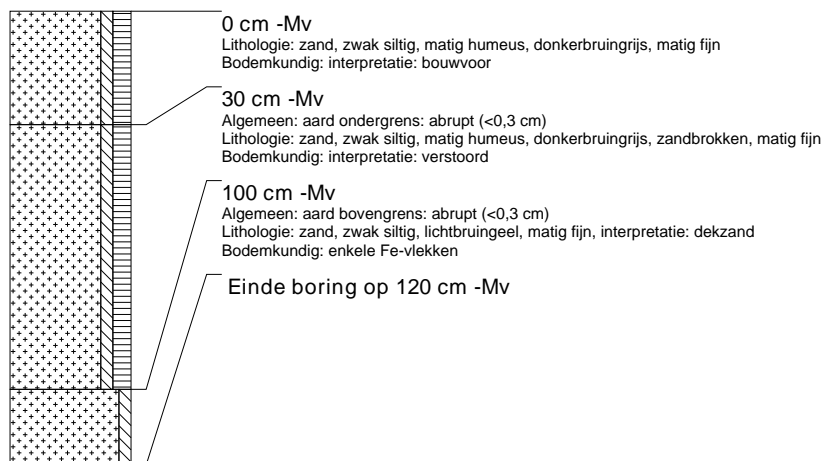 0 cm -Mv
Lithologie: zand, zwak siltig, matig humeus, donkerbruingrijs, matig fijn
Bodemkundig: interpretatie: bouwvoor
30 cm -Mv
Algemeen: aard ondergrens: abrupt (<0,3 cm)
Lithologie: zand, zwak siltig, matig humeus, donkerbruingrijs, zandbrokken, matig fijn
Bodemkundig: interpretatie: verstoord
100 cm -Mv
Algemeen: aard bovengrens: abrupt (<0,3 cm)
Lithologie: zand, zwak siltig, lichtbruingeel, matig fijn, interpretatie: dekzand
Bodemkundig: enkele Fe-vlekken
Einde boring op 120 cm -Mv